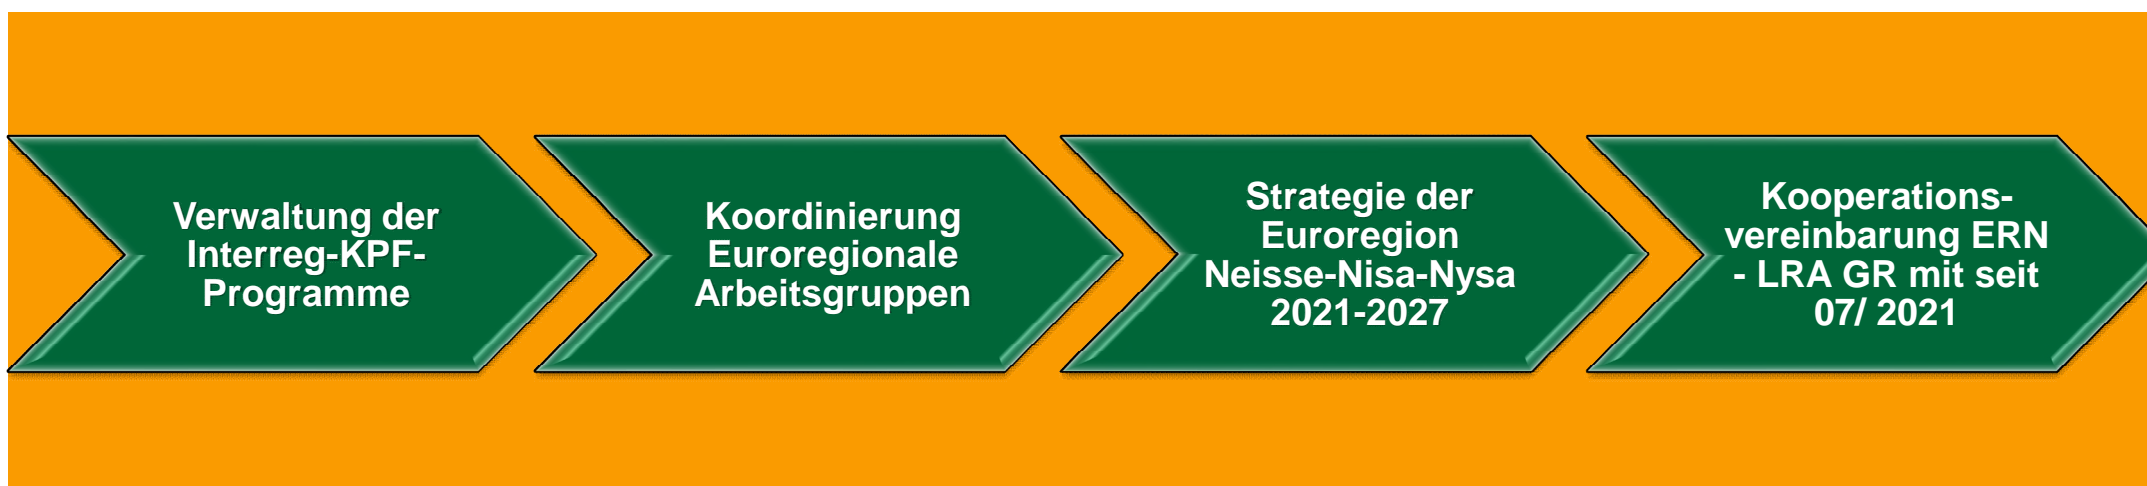 Verwaltung der
Interreg-KPF-
Programme
Koordinierung
Euroregionale
Arbeitsgruppen
Strategie der
Euroregion
Neisse-Nisa-Nysa
2021-2027
Kooperations-
vereinbarung ERN
- LRA GR mit seit
07/ 2021